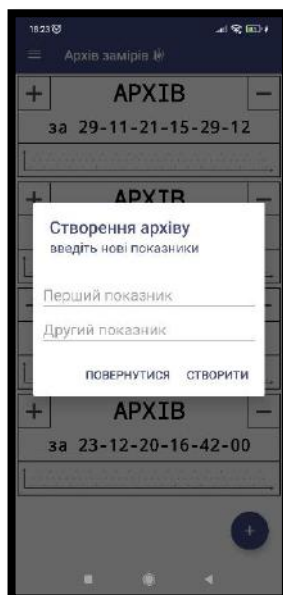 16:23
Архів замірів
+ АРХІВ –
за 29-11-21-15-29-12
+ АРХІВ –
Створення архіву
введіть нові показники
Перший показник
Другий показник
ПОВЕРНУТИСЯ СТВОРИТИ
+ АРХІВ –
за 23-12-20-16-42-00
+